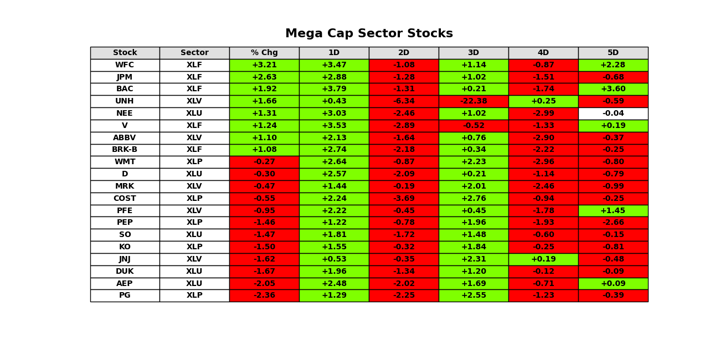 Mega Cap Sector Stocks
Stock Sector % Chg 1D 2D 3D 4D 5D
WFC XLF +3.21 +3.47 -1.08 +1.14 -0.87 +2.28
JPM XLF +2.63 +2.88 -1.28 +1.02 -1.51 -0.68
BAC XLF +1.92 +3.79 -1.31 +0.21 -1.74 +3.60
UNH XLV +1.66 +0.43 -6.34 -22.38 +0.25 -0.59
NEE XLU +1.31 +3.03 -2.46 +1.02 -2.99 -0.04
V XLF +1.24 +3.53 -2.89 -0.52 -1.33 +0.19
ABBV XLV +1.10 +2.13 -1.64 +0.76 -2.90 -0.37
BRK-B XLF +1.08 +2.74 -2.18 +0.34 -2.22 -0.25
WMT XLP -0.27 +2.64 -0.87 +2.23 -2.96 -0.60
D XLU -0.30 +2.57 -2.09 +0.21 -1.14 -0.79
MRK XLV -0.47 +1.44 -0.19 +2.01 -2.46 -0.99
COST XLP -0.55 +2.24 -3.69 +2.76 -0.94 -0.25
PFE XLV -0.95 +2.22 -0.45 +0.45 -1.78 +1.45
PEP XLP -1.46 +1.22 -0.78 +1.96 -1.93 -2.66
SO XLU -1.47 +1.81 -1.72 +1.48 -0.60 -0.15
KO XLP -1.50 +1.55 -0.32 +1.84 -0.25 -0.81
JNJ XLV -1.62 +0.53 -0.35 +2.31 +0.19 -0.48
DUK XLU -1.67 +1.96 -1.34 +1.20 -0.12 -0.09
AEP XLU -2.05 +2.48 -2.02 +1.69 -0.71 +0.09
PG XLP -2.36 +1.29 -2.25 +2.55 -1.23 -0.39